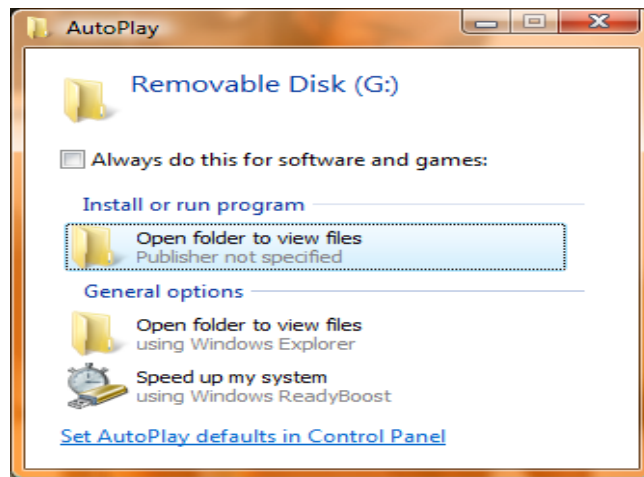 AutoPlay
Removable Disk (G:)
Always do this for software and games:
Install or run program
Open folder to view files
Publisher not specified
General options
Open folder to view files
using Windows Explorer
Speed up my system
using Windows ReadyBoost
Set AutoPlay defaults in Control Panel